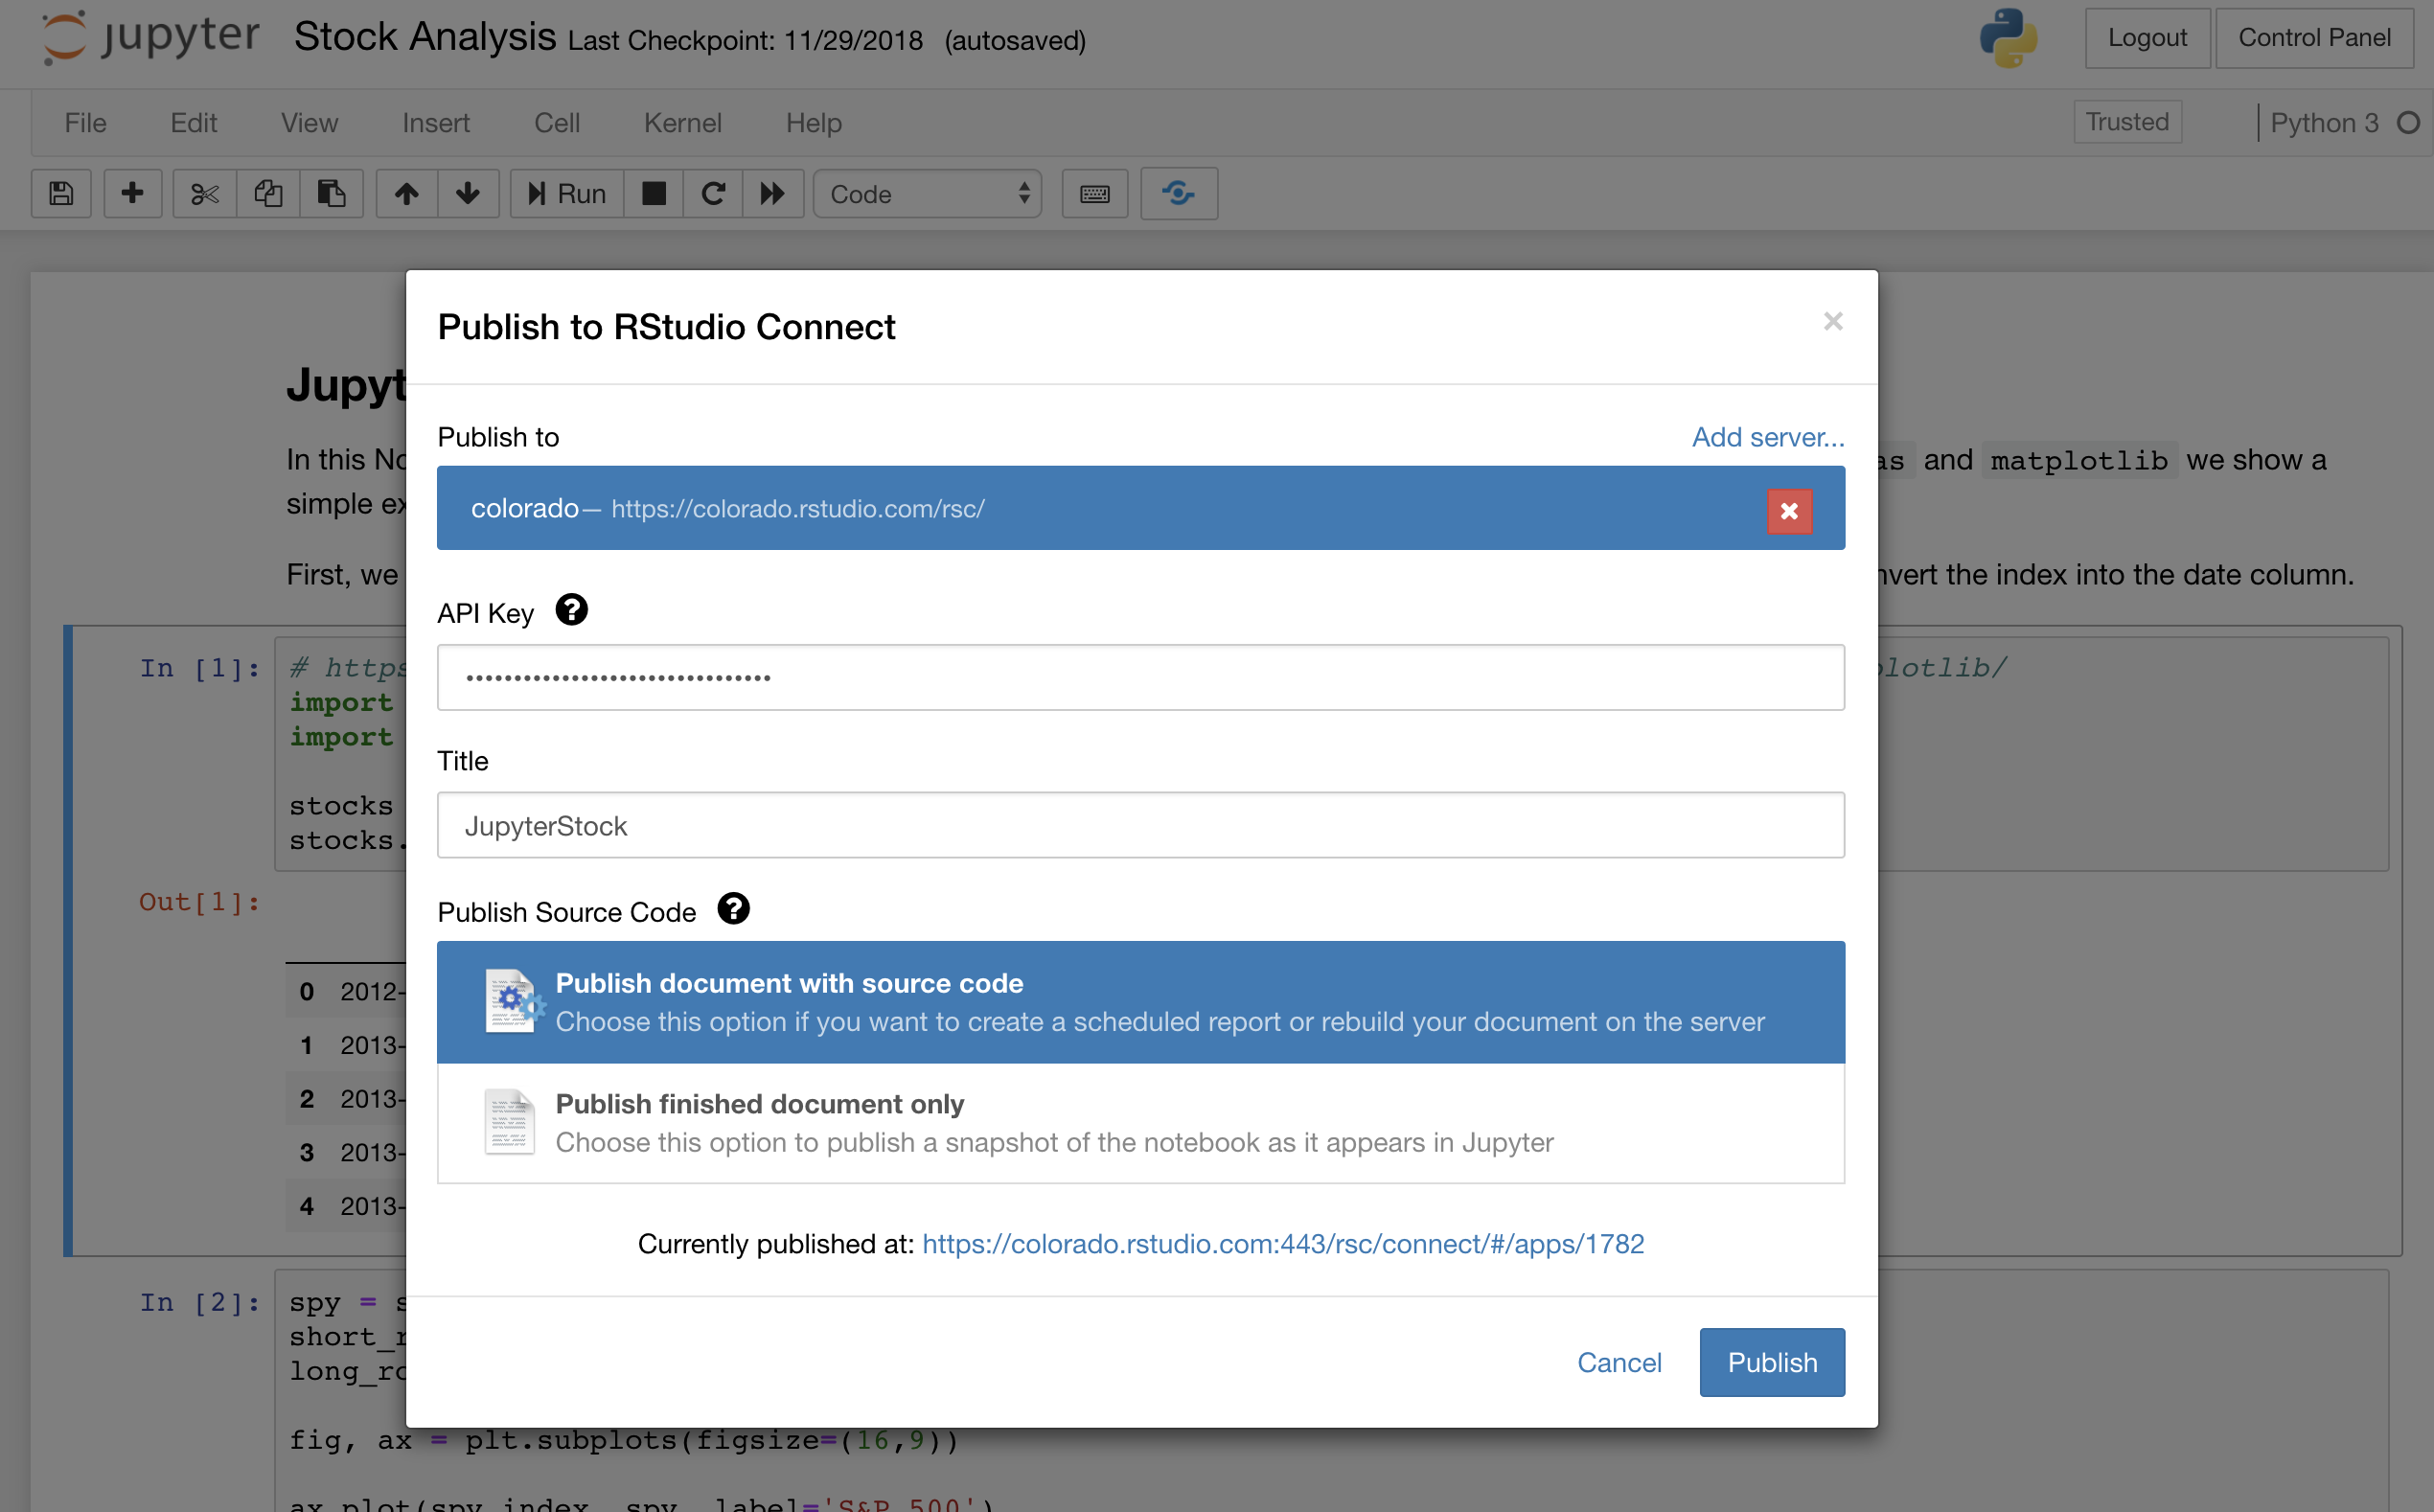 jupyter Stock Analysis Last Checkpoint: 11/29/2018 (autosaved) Logout Control Panel
File Edit View Insert Cell Kernel Help Trusted Python 3
Run Code
Publish to RStudio Connect
Publish to Add server...
colorado— https://colorado.rstudio.com/rsc/
API Key
••••••••••••••••••••••••••••••••
Title
JupyterStock
Publish Source Code
Publish document with source code
Choose this option if you want to create a scheduled report or rebuild your document on the server
Publish finished document only
Choose this option to publish a snapshot of the notebook as it appears in Jupyter
Currently published at: https://colorado.rstudio.com:443/rsc/connect/#/apps/1782
Cancel Publish
In this and matplotlib we show a
simple
First, we the index into the date column.
In [1]: # https
import
import
stocks
stocks.
Out[1]:
0 2012-
1 2013-
2 2013-
3 2013-
4 2013-
In [2]: spy = s
short_r
long_ro
fig, ax = plt.subplots(figsize=(16,9))
ax.plot(spy.index, spy, label='S&P 500')